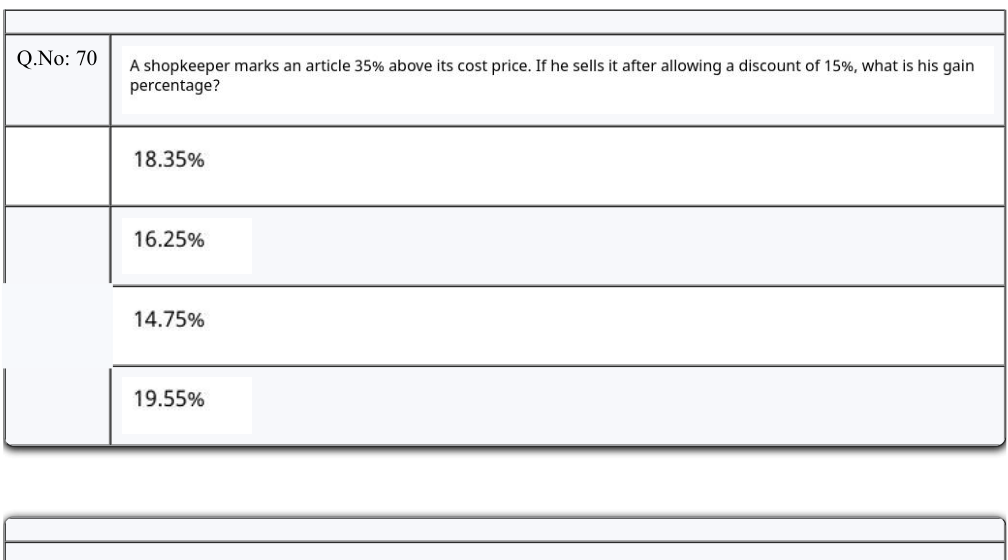 Q.No: 70
A shopkeeper marks an article 35% above its cost price. If he sells it after allowing a discount of 15%, what is his gain
percentage?
18.35%
16.25%
14.75%
19.55%